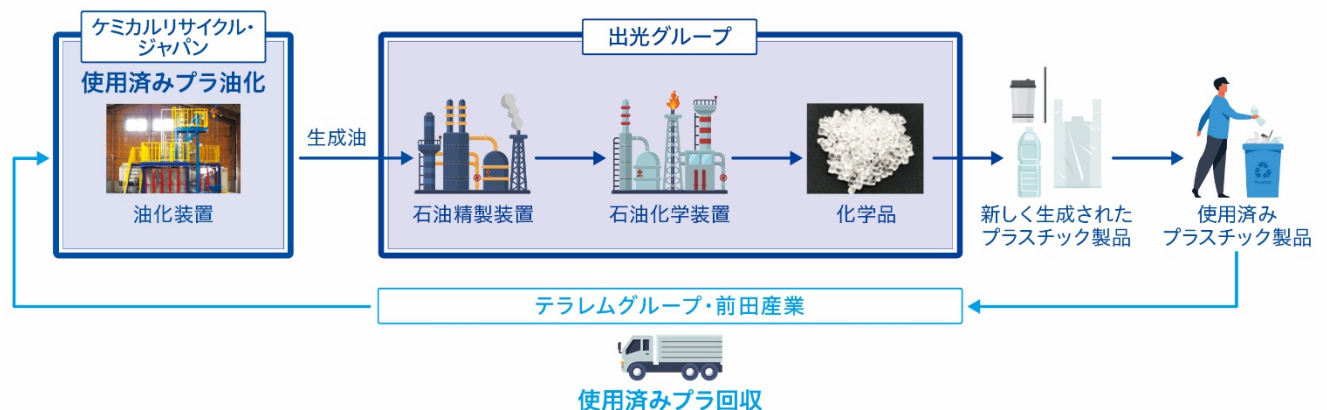 ケミカルリサイクル・
ジャパン
使用済みプラ油化
油化装置
生成油
出光グループ
石油精製装置
石油化学装置
化学品
新しく生成された
プラスチック製品
使用済み
プラスチック製品
テラレムグループ・前田産業
使用済みプラ回収